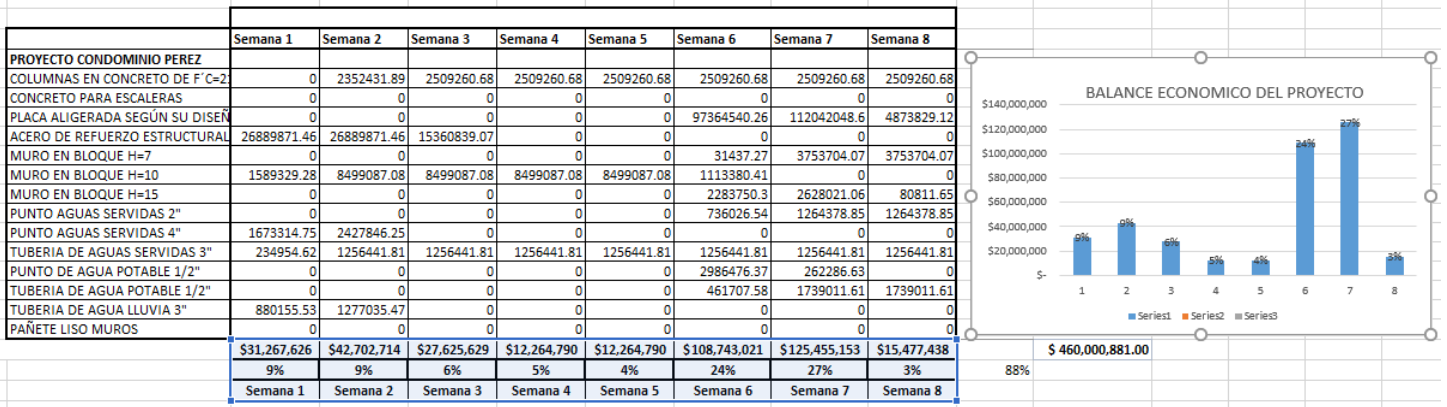 Semana 1 Semana 2 Semana 3 Semana 4 Semana 5 Semana 6 Semana 7 Semana 8
PROYECTO CONDOMINIO PEREZ
COLUMNAS EN CONCRETO DE F´C=21 0 2352431.89 2509260.68 2509260.68 2509260.68 2509260.68 2509260.68 2509260.68
CONCRETO PARA ESCALERAS 0 0 0 0 0 0 0 0
PLACA ALIGERADA SEGÚN SU DISEÑ 0 0 0 0 0 97364540.26 112042048.6 4873829.12
ACERO DE REFUERZO ESTRUCTURAL 26889871.46 26889871.46 15360839.07 0 0 0 0 0
MURO EN BLOQUE H=7 0 0 0 0 0 31437.27 3753704.07 3753704.07
MURO EN BLOQUE H=10 1589329.28 8499087.08 8499087.08 8499087.08 8499087.08 1113380.41 0 0
MURO EN BLOQUE H=15 0 0 0 0 0 2283750.3 2628021.06 80811.65
PUNTO AGUAS SERVIDAS 2" 0 0 0 0 0 736026.54 1264378.85 1264378.85
PUNTO AGUAS SERVIDAS 4" 1673314.75 2427846.25 0 0 0 0 0 0
TUBERIA DE AGUAS SERVIDAS 3" 234954.62 1256441.81 1256441.81 1256441.81 1256441.81 1256441.81 1256441.81 1256441.81
PUNTO DE AGUA POTABLE 1/2" 0 0 0 0 0 2986476.37 262286.63 0
TUBERIA DE AGUA POTABLE 1/2" 0 0 0 0 0 461707.58 1739011.61 1739011.61
TUBERIA DE AGUA LLUVIA 3" 880155.53 1277035.47 0 0 0 0 0 0
PAÑETE LISO MUROS 0 0 0 0 0 0 0 0
$31,267,626 $42,702,714 $27,625,629 $12,264,790 $12,264,790 $108,743,021 $125,455,153 $15,477,438 $ 460,000,881.00
9% 9% 6% 5% 4% 24% 27% 3% 88%
Semana 1 Semana 2 Semana 3 Semana 4 Semana 5 Semana 6 Semana 7 Semana 8
BALANCE ECONOMICO DEL PROYECTO
$140,000,000
$120,000,000
$100,000,000
$80,000,000
$60,000,000
$40,000,000
$20,000,000
$-
9% 9% 6% 5% 4% 24% 27% 3%
1 2 3 4 5 6 7 8
Series1 Series2 Series3